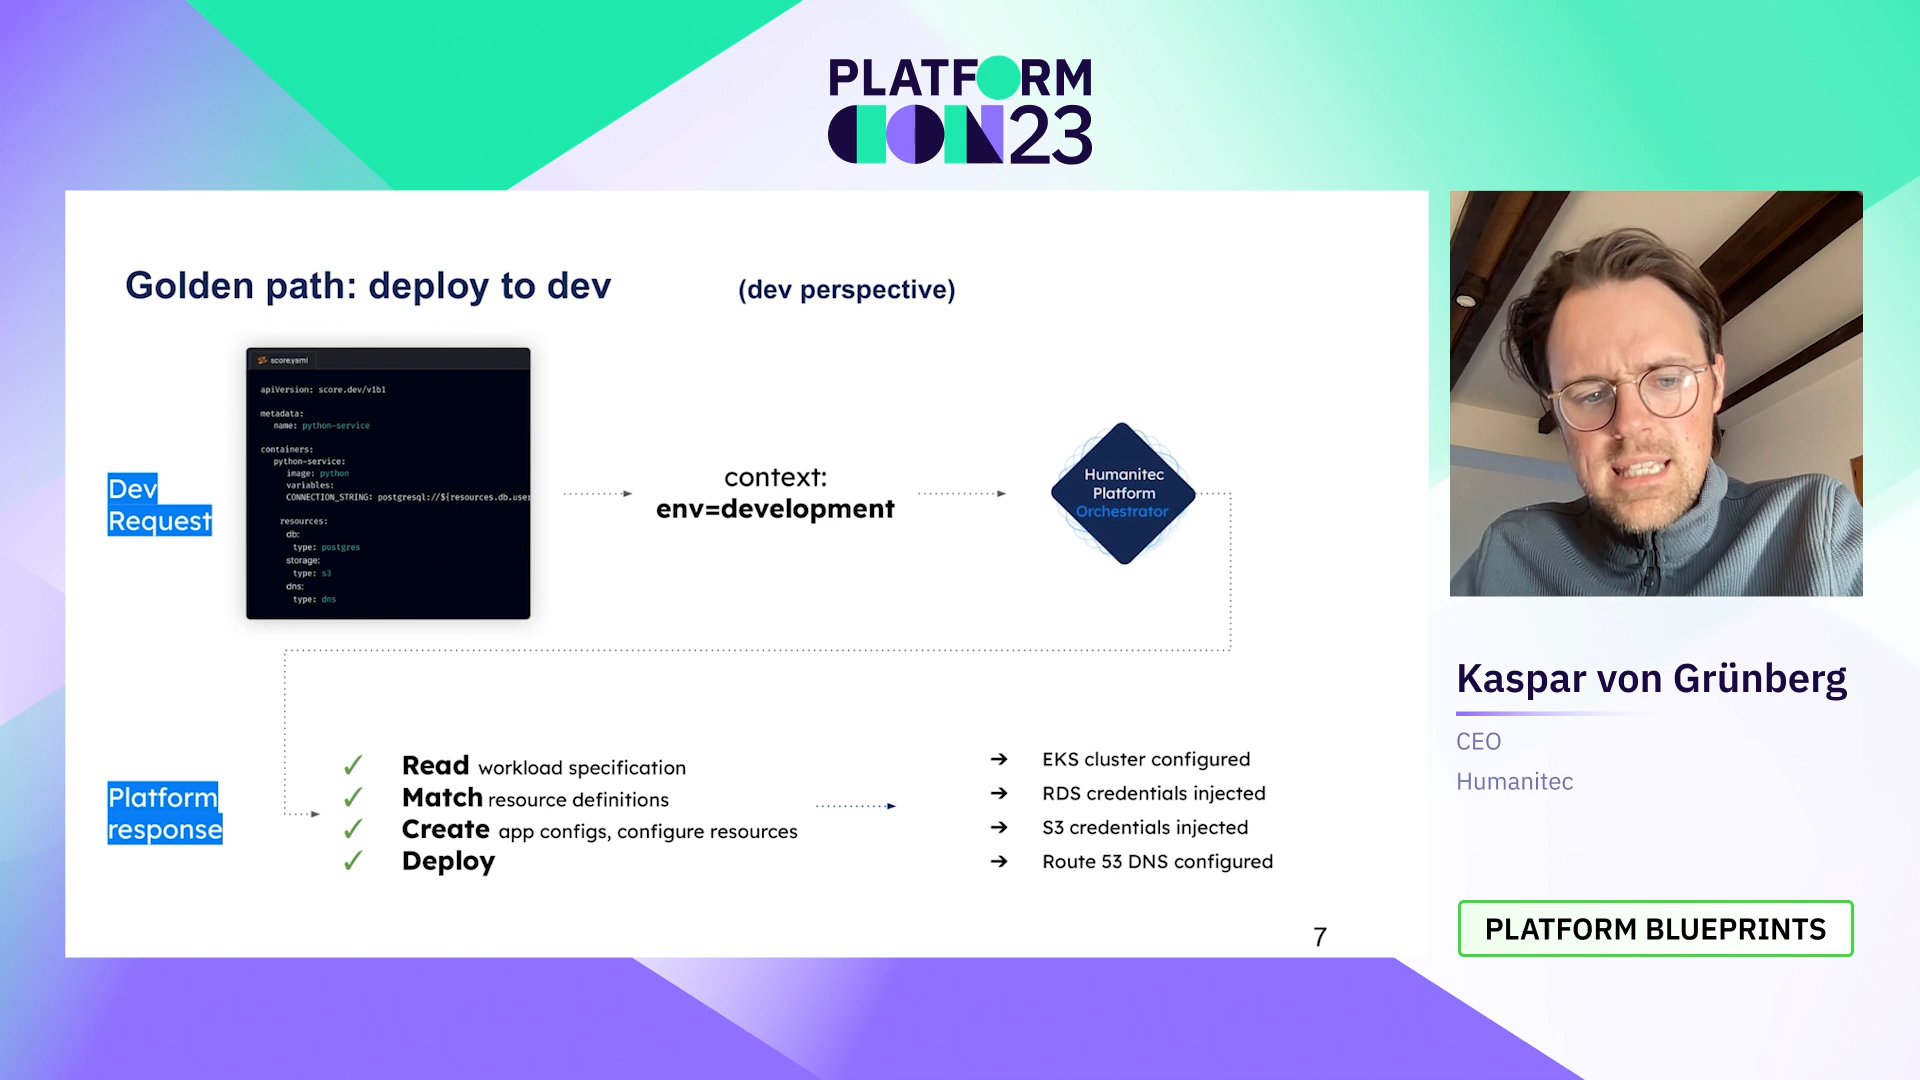 PLATFORM
CON23
Golden path: deploy to dev
(dev perspective)
score.yaml
apiVersion: score.dev/v1b1
metadata:
name: python-service
containers:
python-service:
image: python
variables:
CONNECTION_STRING: postgresql://${resources.db.user
resources:
db:
type: postgres
storage:
type: s3
dns:
type: dns
Dev
Request
context:
env=development
Humanitec
Platform
Orchestrator
Platform
response
✓ Read workload specification
✓ Match resource definitions
✓ Create app configs, configure resources
✓ Deploy
➔ EKS cluster configured
➔ RDS credentials injected
➔ S3 credentials injected
➔ Route 53 DNS configured
7
Kaspar von Grünberg
CEO
Humanitec
PLATFORM BLUEPRINTS